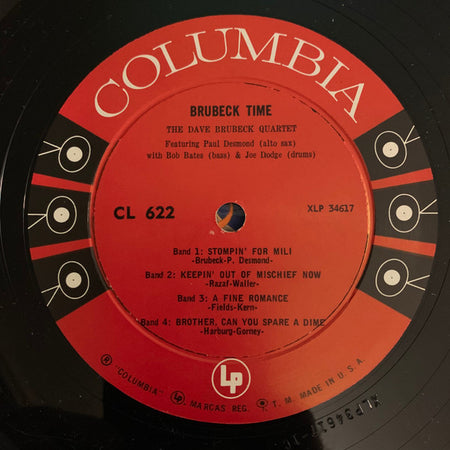 COLUMBIA
BRUBECK TIME
THE DAVE BRUBECK QUARTET
Featuring Paul Desmond (alto sax)
with Bob Bates (bass) & Joe Dodge (drums)
CL 622
XLP 34617
Band 1: STOMPIN' FOR MILI
-Brubeck-P. Desmond-
Band 2: KEEPIN' OUT OF MISCHIEF NOW
-Razaf-Waller-
Band 3: A FINE ROMANCE
-Fields-Kern-
Band 4: BROTHER, CAN YOU SPARE A DIME
-Harburg-Gorney-
Lp
® "COLUMBIA" Lp MARCAS REG. ® T. M. MADE IN U.S.A.